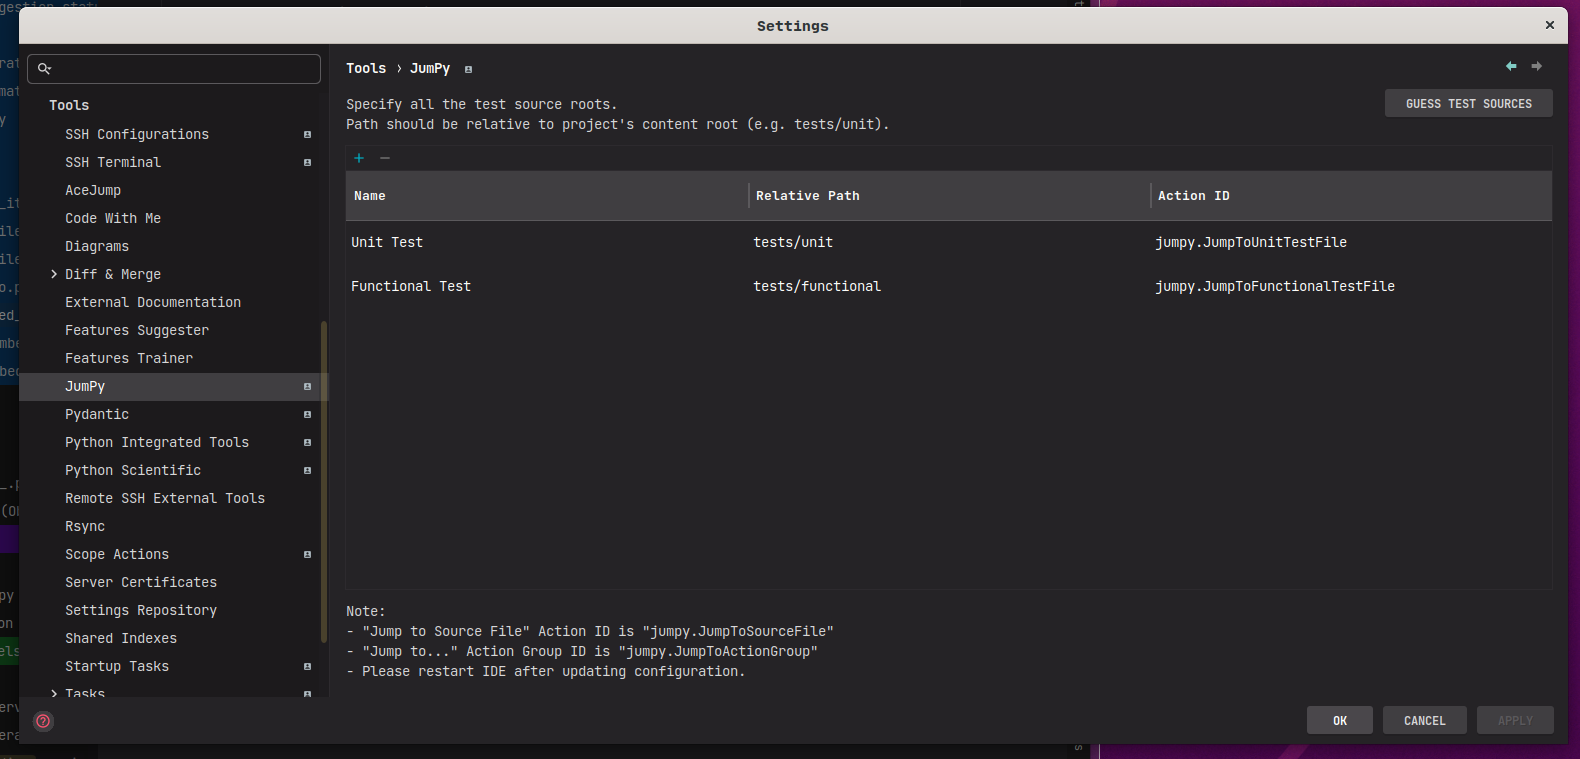 Settings
Tools › JumPy
Tools
SSH Configurations
SSH Terminal
AceJump
Code With Me
Diagrams
Diff & Merge
External Documentation
Features Suggester
Features Trainer
JumPy
Pydantic
Python Integrated Tools
Python Scientific
Remote SSH External Tools
Rsync
Scope Actions
Server Certificates
Settings Repository
Shared Indexes
Startup Tasks
Tasks
Specify all the test source roots.
Path should be relative to project's content root (e.g. tests/unit).
GUESS TEST SOURCES
Name Relative Path Action ID
Unit Test tests/unit jumpy.JumpToUnitTestFile
Functional Test tests/functional jumpy.JumpToFunctionalTestFile
Note:
- "Jump to Source File" Action ID is "jumpy.JumpToSourceFile"
- "Jump to..." Action Group ID is "jumpy.JumpToActionGroup"
- Please restart IDE after updating configuration.
OK CANCEL APPLY